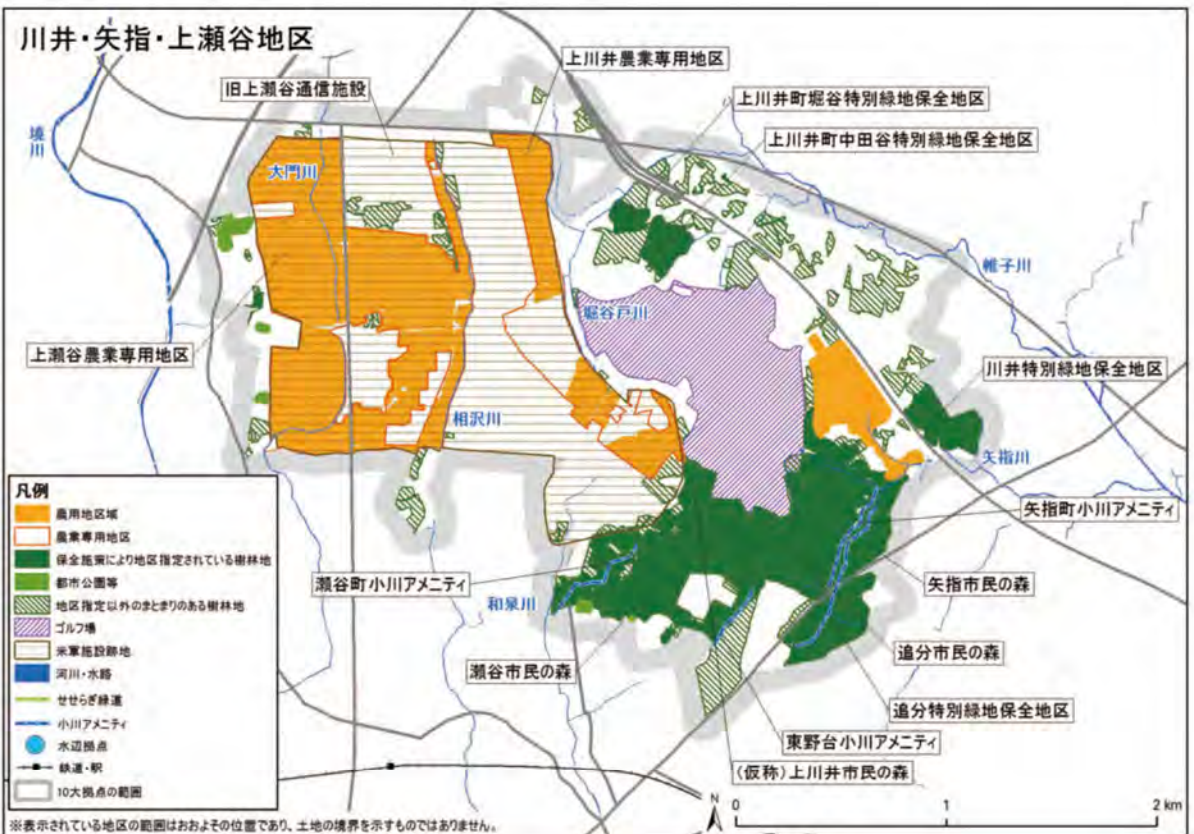 川井・矢指・上瀬谷地区
上川井農業専用地区
旧上瀬谷通信施設
上川井町堀谷特別緑地保全地区
上川井町中田谷特別緑地保全地区
境川
大門川
帷子川
堀谷戸川
上瀬谷農業専用地区
川井特別緑地保全地区
相沢川
矢指川
矢指町小川アメニティ
瀬谷町小川アメニティ
矢指市民の森
和泉川
追分市民の森
瀬谷市民の森
追分特別緑地保全地区
東野台小川アメニティ
(仮称)上川井市民の森
凡例
農用地区域
農業専用地区
保全施策により地区指定されている樹林地
都市公園等
地区指定以外のまとまりのある樹林地
ゴルフ場
米軍施設跡地
河川・水路
せせらぎ緑道
小川アメニティ
水辺拠点
鉄道・駅
10大拠点の範囲
N
0 1 2 km
※表示されている地区の範囲はおおよその位置であり、土地の境界を示すものではありません。